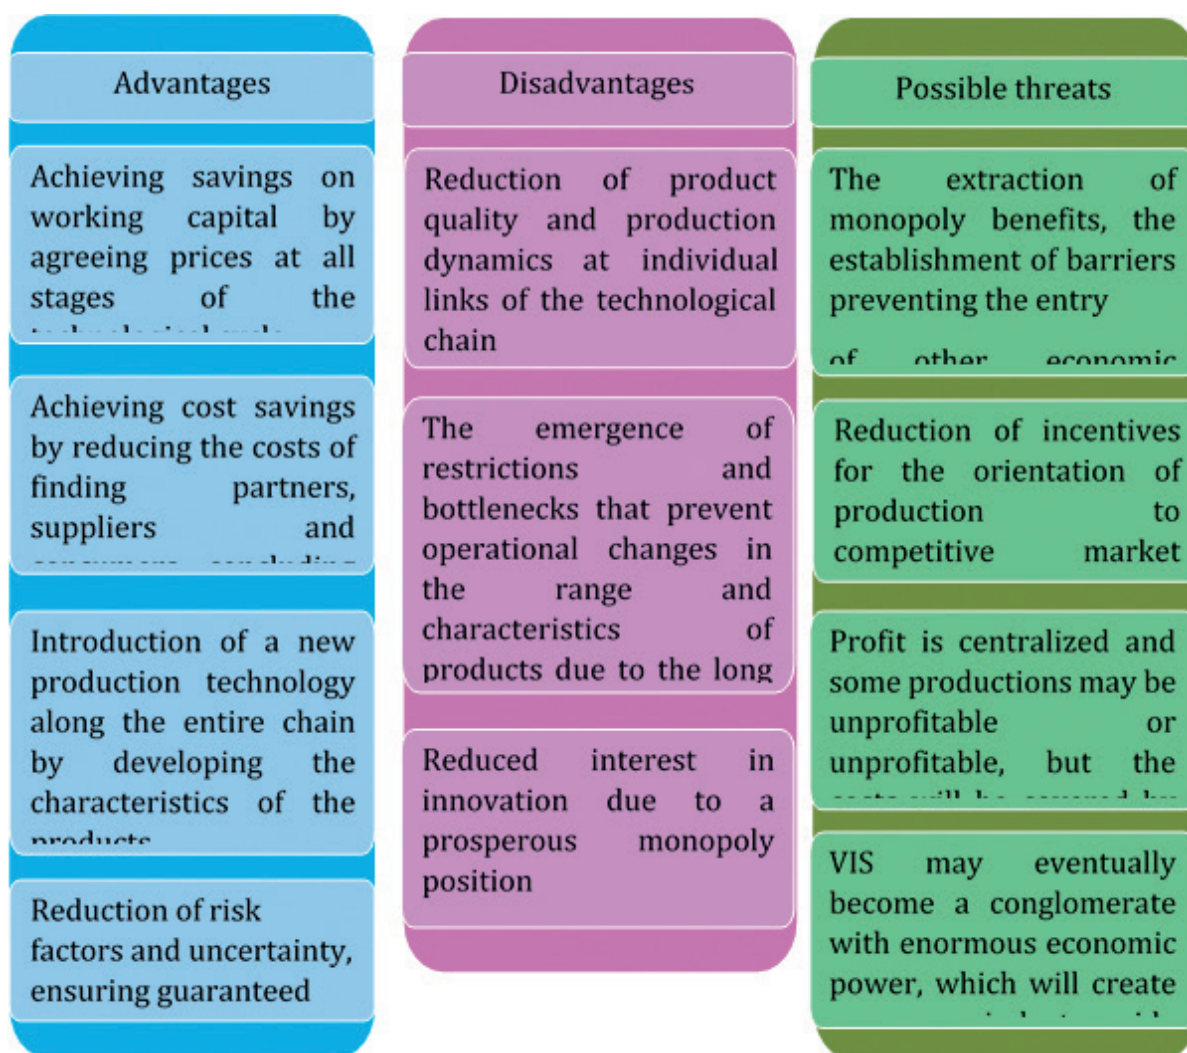 Advantages
Achieving savings on
working capital by
agreeing prices at all
stages of the
Achieving cost savings
by reducing the costs of
finding partners,
suppliers and
Introduction of a new
production technology
along the entire chain
by developing the
characteristics of the
products
Reduction of risk
factors and uncertainty,
ensuring guaranteed
Disadvantages
Reduction of product
quality and production
dynamics at individual
links of the technological
chain
The emergence of
restrictions and
bottlenecks that prevent
operational changes in
the range and
characteristics of
products due to the long
Reduced interest in
innovation due to a
prosperous monopoly
position
Possible threats
The extraction of
monopoly benefits, the
establishment of barriers
preventing the entry
of other economic
Reduction of incentives
for the orientation of
production to
competitive market
Profit is centralized and
some productions may be
unprofitable or
unprofitable, but the
VIS may eventually
become a conglomerate
with enormous economic
power, which will create